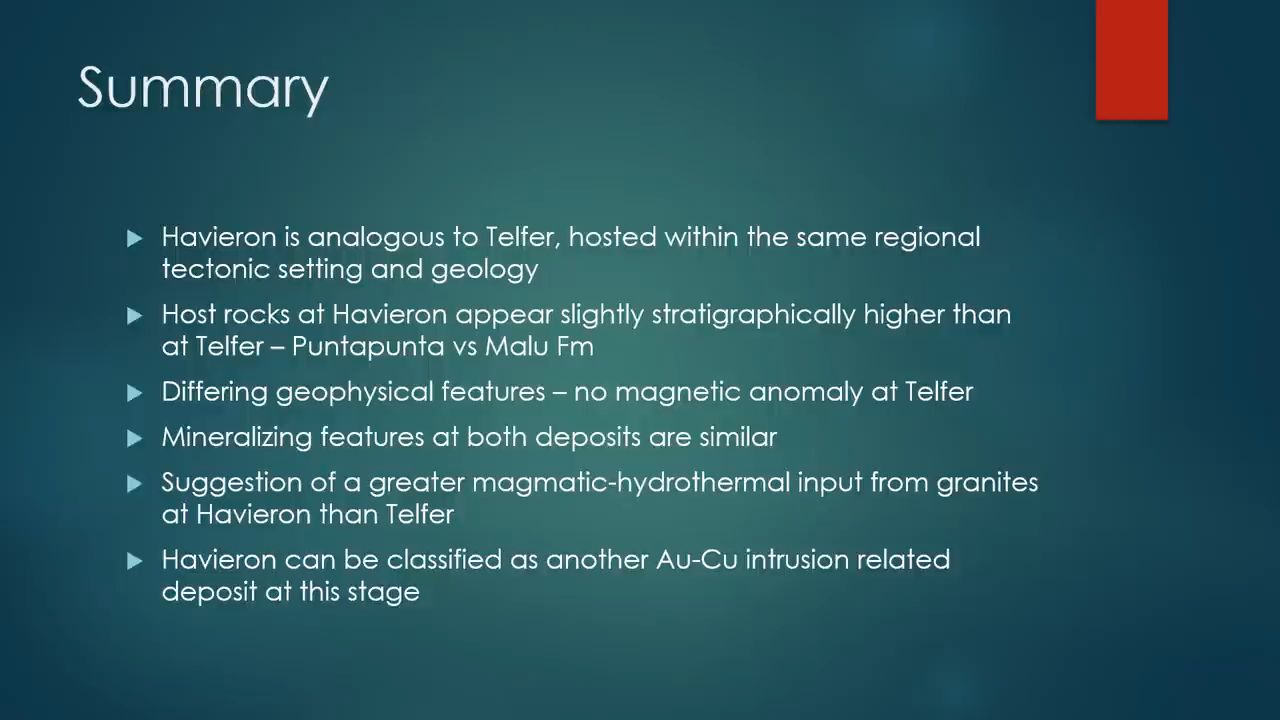 Summary
Havieron is analogous to Telfer, hosted within the same regional
tectonic setting and geology
Host rocks at Havieron appear slightly stratigraphically higher than
at Telfer – Puntapunta vs Malu Fm
Differing geophysical features – no magnetic anomaly at Telfer
Mineralizing features at both deposits are similar
Suggestion of a greater magmatic-hydrothermal input from granites
at Havieron than Telfer
Havieron can be classified as another Au-Cu intrusion related
deposit at this stage